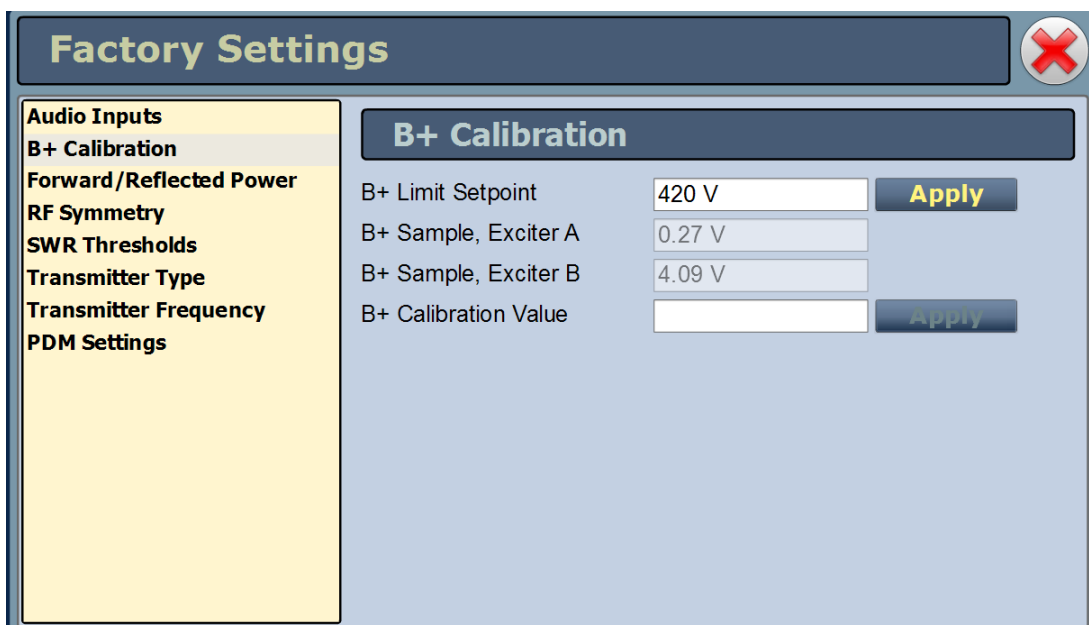 Factory Settings
Audio Inputs
B+ Calibration
Forward/Reflected Power
RF Symmetry
SWR Thresholds
Transmitter Type
Transmitter Frequency
PDM Settings
B+ Calibration
B+ Limit Setpoint 420 V Apply
B+ Sample, Exciter A 0.27 V
B+ Sample, Exciter B 4.09 V
B+ Calibration Value Apply